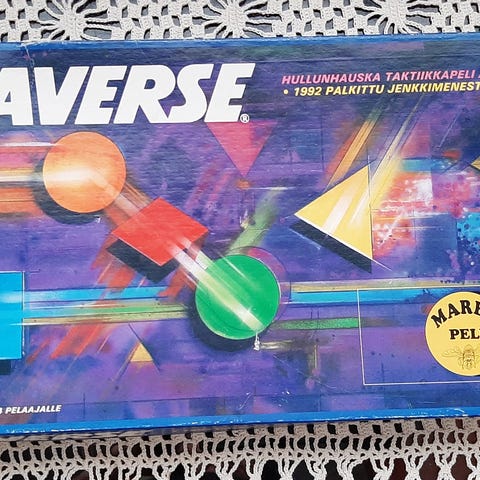 AVERSE®
HULLUNHAUSKA TAKTIIKKAPELI
• 1992 PALKITTU JENKKIMENEST
MAR
PEL
PELAAJALLE